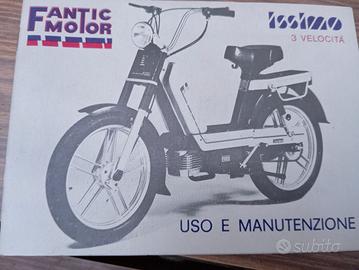 FANTIC
MOTOR
issimo
3 VELOCITÀ
USO E MANUTENZIONE
subito